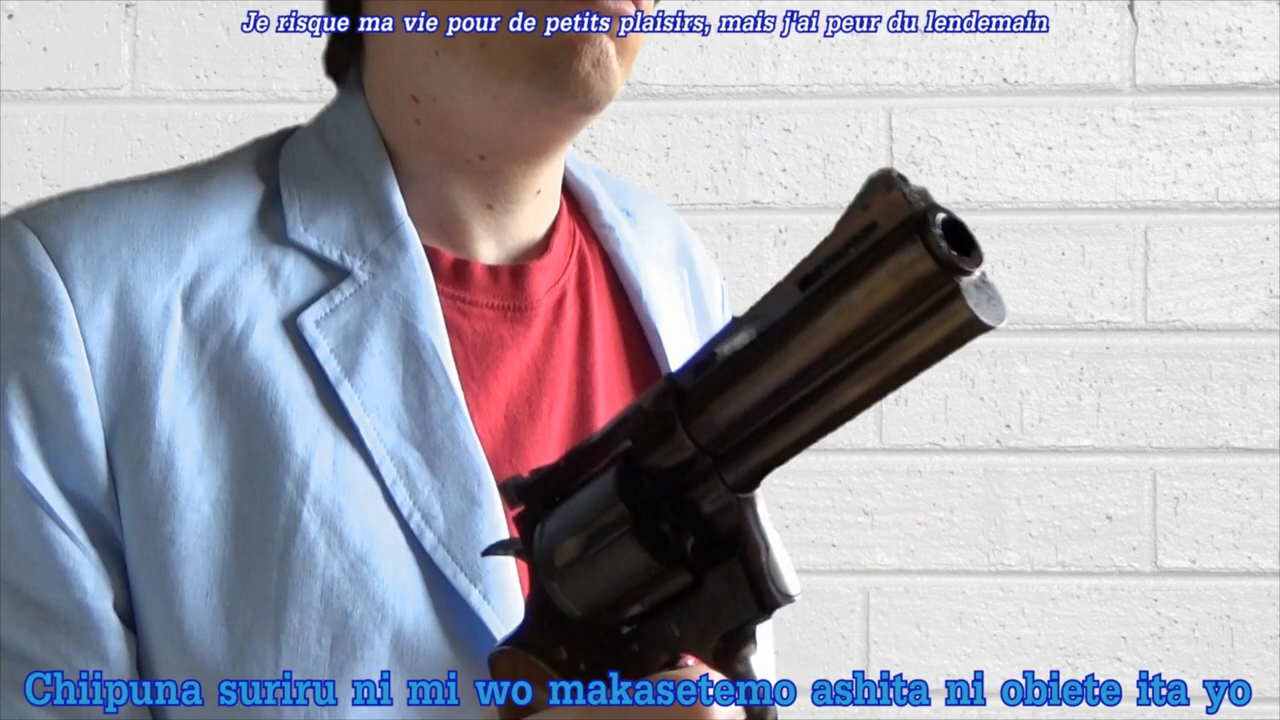 Je risque ma vie pour de petits plaisirs, mais j'ai peur du lendemain
Chiipuna suriru ni mi wo makasetemo ashita ni obiete ita yo